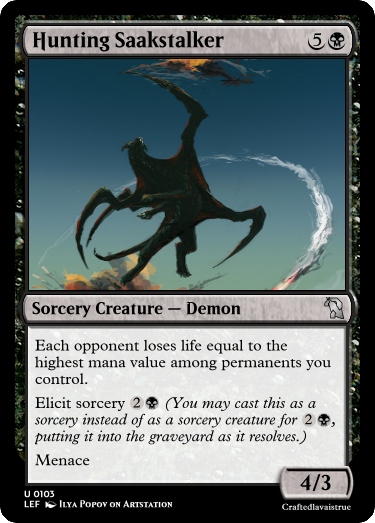 Hunting Saakstalker 5
Sorcery Creature — Demon
Each opponent loses life equal to the
highest mana value among permanents you
control.
Elicit sorcery 2 (You may cast this as a
sorcery instead of as a sorcery creature for 2 ,
putting it into the graveyard as it resolves.)
Menace
4/3
U 0103
LEF Ilya Popov on Artstation
Craftedlavaistrue